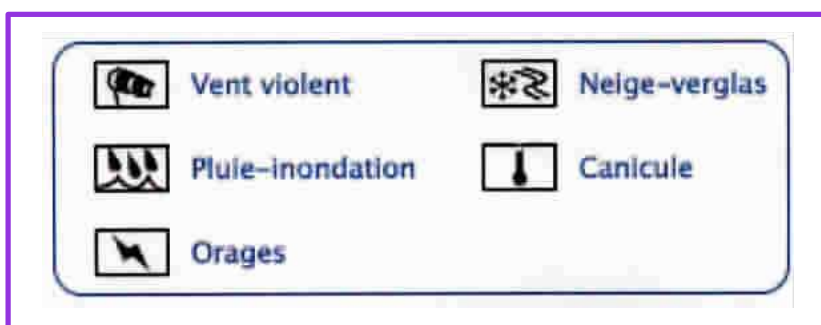 Vent violent
Neige-verglas
Pluie-inondation
Canicule
Orages